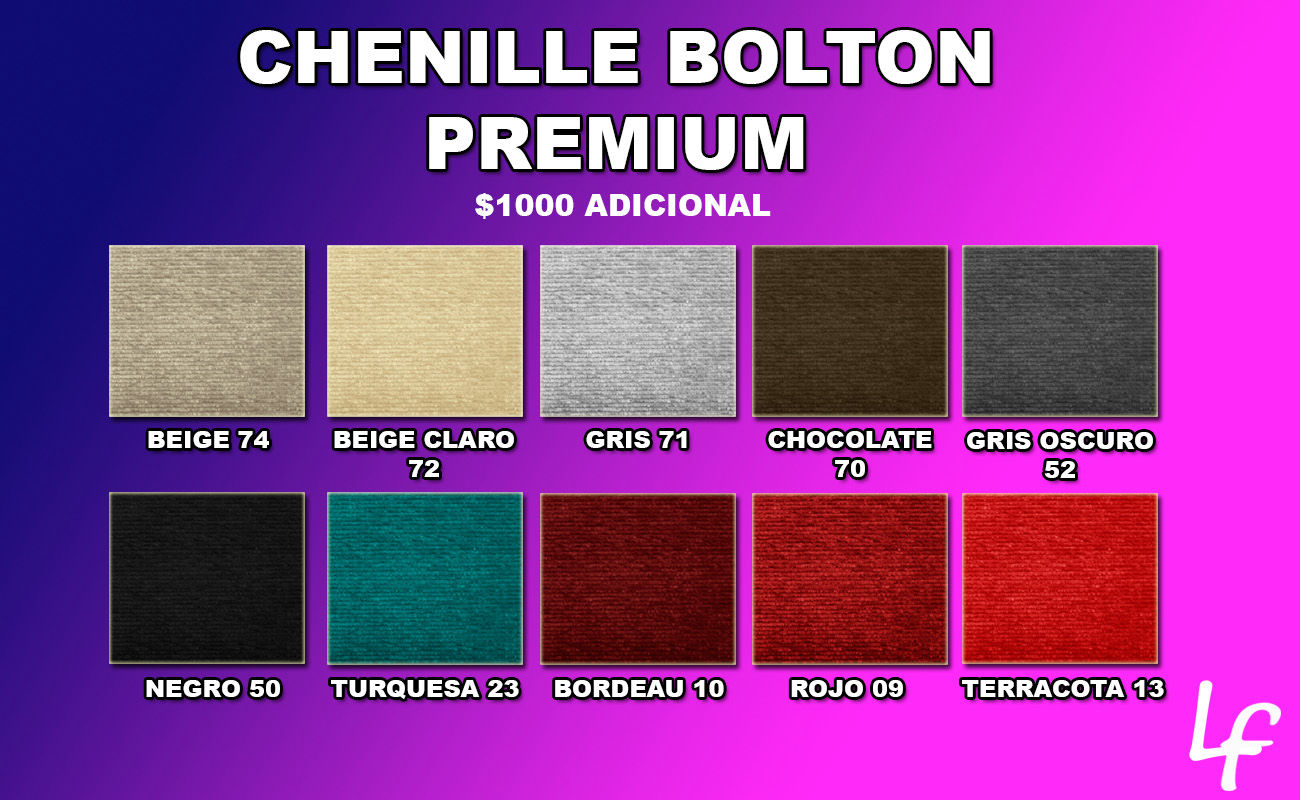 CHENILLE BOLTON
PREMIUM
$1000 ADICIONAL
BEIGE 74
BEIGE CLARO
72
GRIS 71
CHOCOLATE
70
GRIS OSCURO
52
NEGRO 50
TURQUESA 23
BORDEAU 10
ROJO 09
TERRACOTA 13
Lf